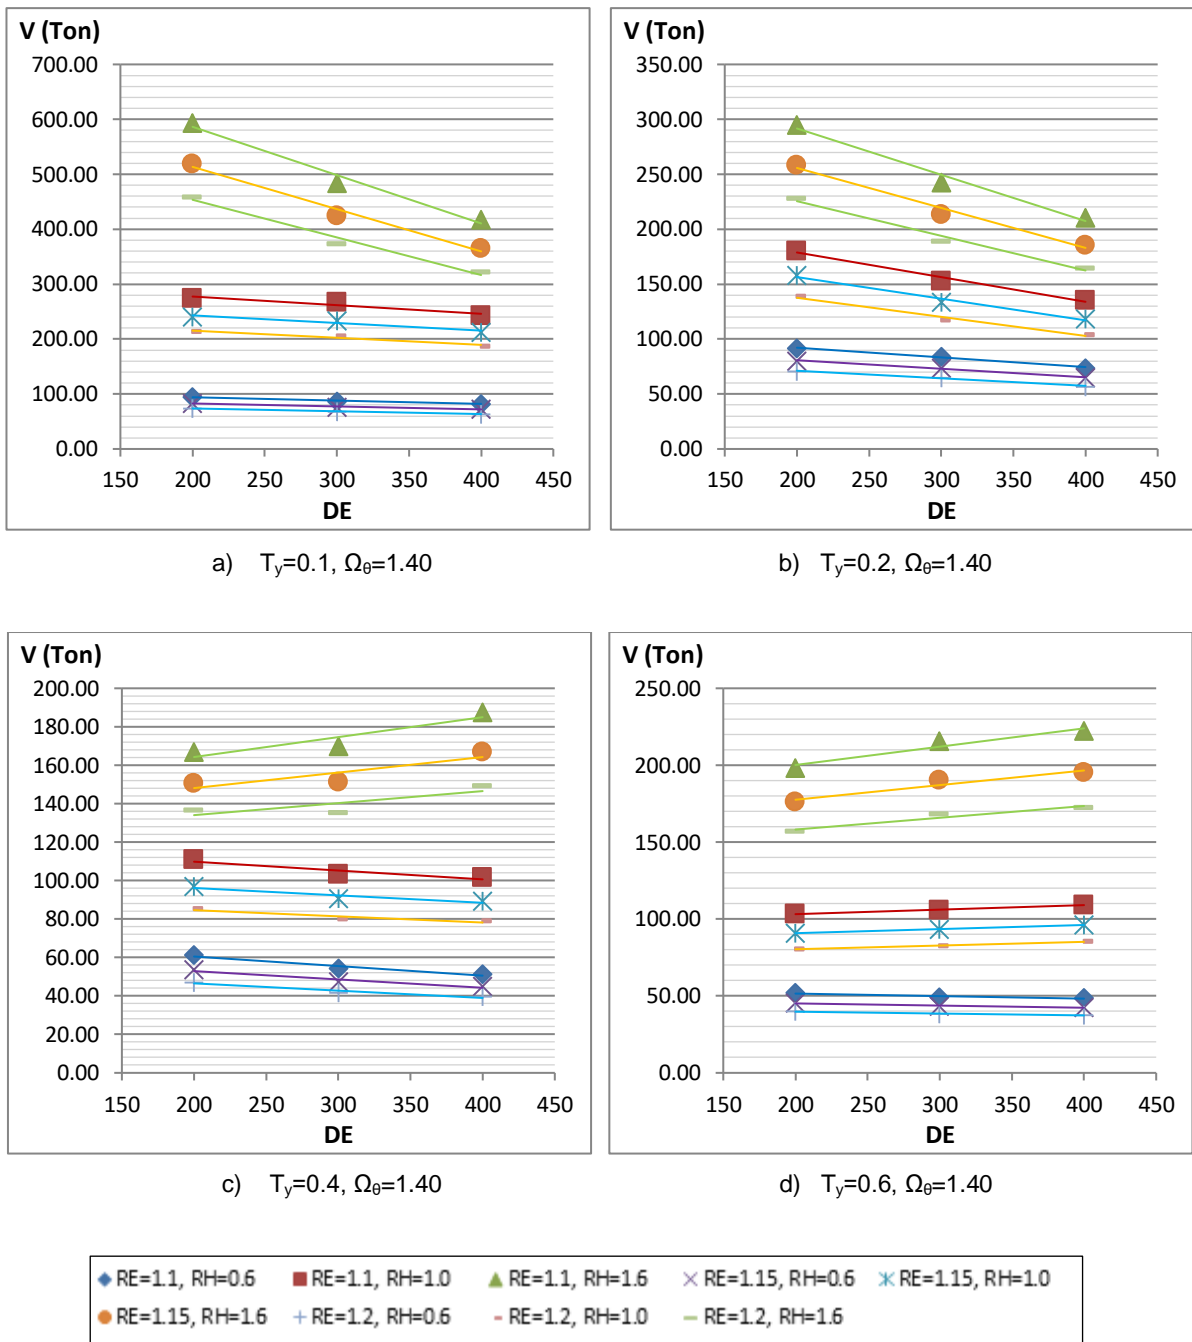 V (Ton)
700.00
600.00
500.00
400.00
300.00
200.00
100.00
0.00
150 200 250 300 350 400 450
DE
a) T_y=0.1, Ω_θ=1.40
V (Ton)
350.00
300.00
250.00
200.00
150.00
100.00
50.00
0.00
150 200 250 300 350 400 450
DE
b) T_y=0.2, Ω_θ=1.40
V (Ton)
200.00
180.00
160.00
140.00
120.00
100.00
80.00
60.00
40.00
20.00
0.00
150 200 250 300 350 400 450
DE
c) T_y=0.4, Ω_θ=1.40
V (Ton)
250.00
200.00
150.00
100.00
50.00
0.00
150 200 250 300 350 400 450
DE
d) T_y=0.6, Ω_θ=1.40
RE=1.1, RH=0.6 RE=1.1, RH=1.0 RE=1.1, RH=1.6 RE=1.15, RH=0.6 RE=1.15, RH=1.0
RE=1.15, RH=1.6 RE=1.2, RH=0.6 RE=1.2, RH=1.0 RE=1.2, RH=1.6